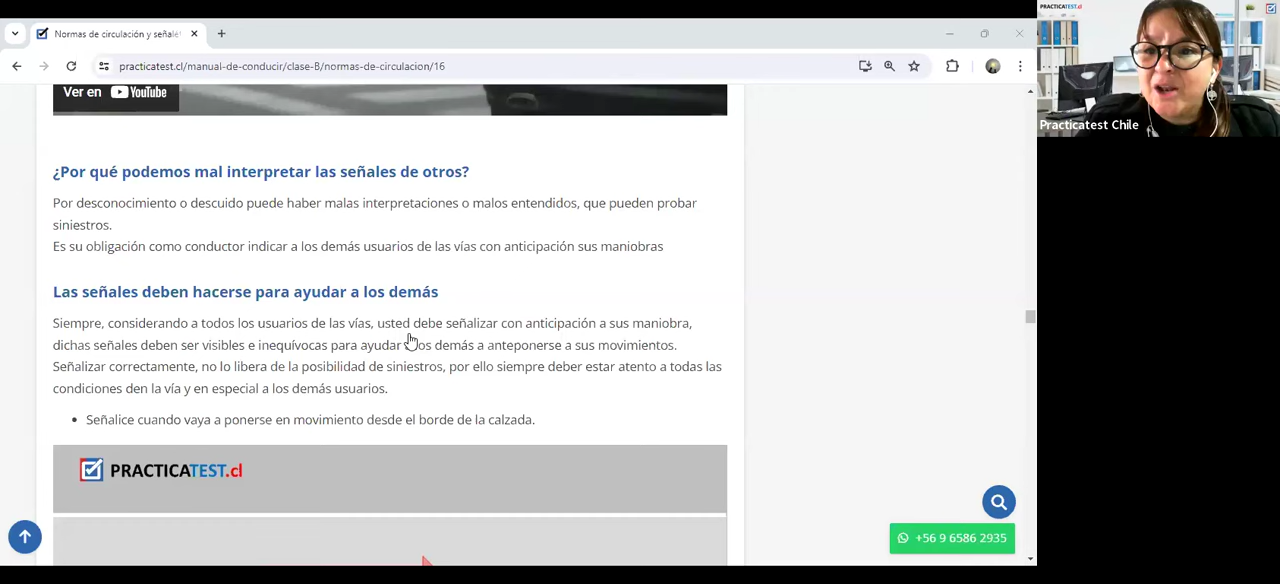 Normas de circulación y señalé
practicatest.cl/manual-de-conducir/clase-B/normas-de-circulacion/16
PRACTICATEST.cl
Practicatest Chile
Ver en YouTube
¿Por qué podemos mal interpretar las señales de otros?
Por desconocimiento o descuido puede haber malas interpretaciones o malos entendidos, que pueden probar
siniestros.
Es su obligación como conductor indicar a los demás usuarios de las vías con anticipación sus maniobras
Las señales deben hacerse para ayudar a los demás
Siempre, considerando a todos los usuarios de las vías, usted debe señalizar con anticipación a sus maniobra,
dichas señales deben ser visibles e inequívocas para ayudar los demás a anteponerse a sus movimientos.
Señalizar correctamente, no lo libera de la posibilidad de siniestros, por ello siempre deber estar atento a todas las
condiciones den la vía y en especial a los demás usuarios.
• Señalice cuando vaya a ponerse en movimiento desde el borde de la calzada.
PRACTICATEST.cl
+56 9 6586 2935